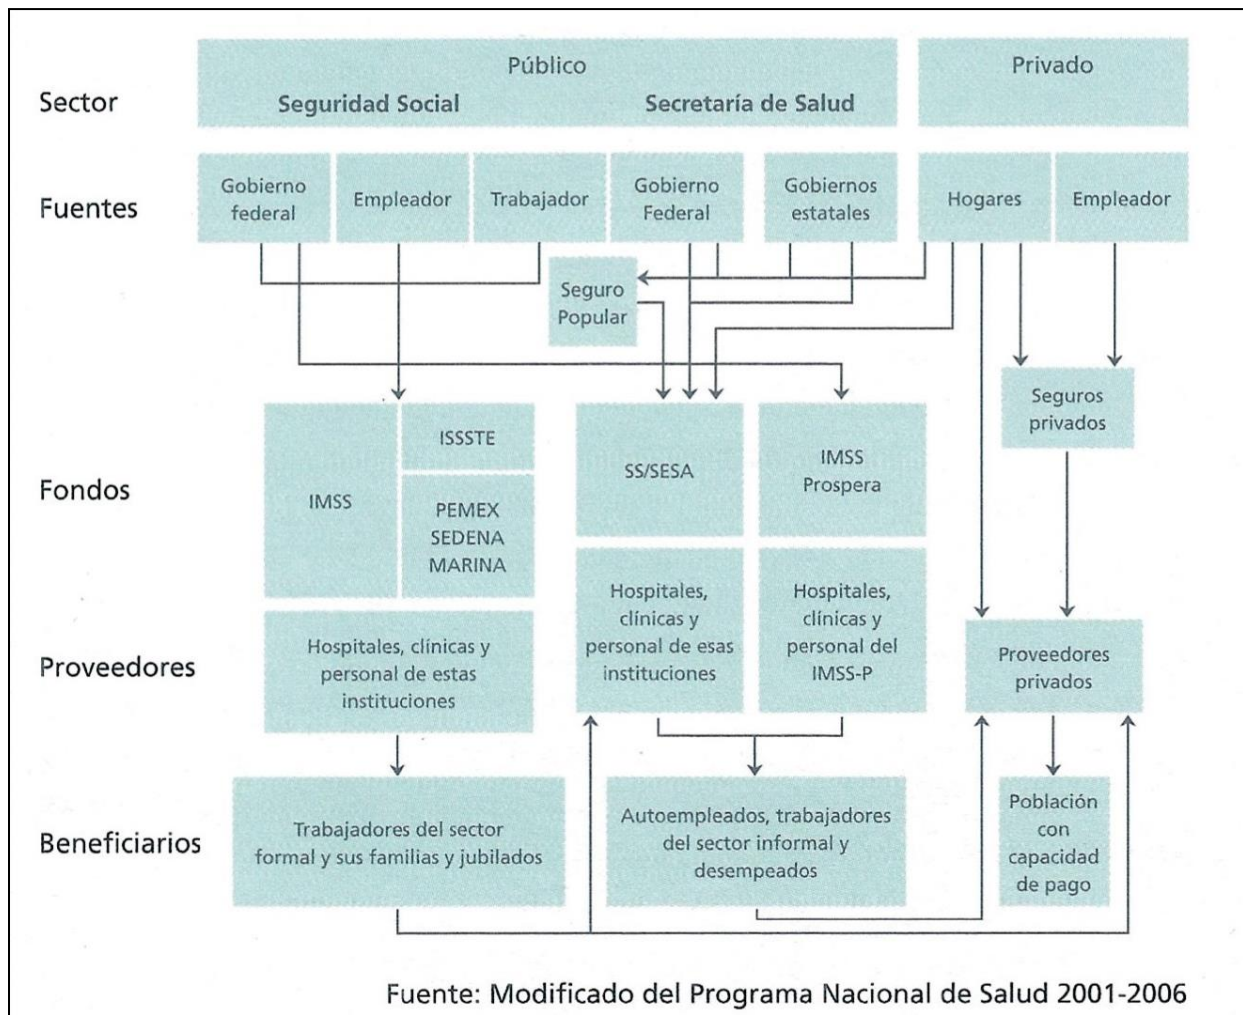 Sector
Público
Seguridad Social
Secretaría de Salud
Privado
Fuentes
Gobierno
federal
Empleador
Trabajador
Gobierno
Federal
Gobiernos
estatales
Hogares
Empleador
Seguro
Popular
Seguros
privados
Fondos
IMSS
ISSSTE
PEMEX
SEDENA
MARINA
SS/SESA
IMSS
Prospera
Proveedores
Hospitales, clínicas y
personal de estas
instituciones
Hospitales,
clínicas y
personal de esas
instituciones
Hospitales,
clínicas y
personal del
IMSS-P
Proveedores
privados
Beneficiarios
Trabajadores del sector
formal y sus familias y jubilados
Autoempleados, trabajadores
del sector informal y
desempeados
Población
con
capacidad
de pago
Fuente: Modificado del Programa Nacional de Salud 2001-2006